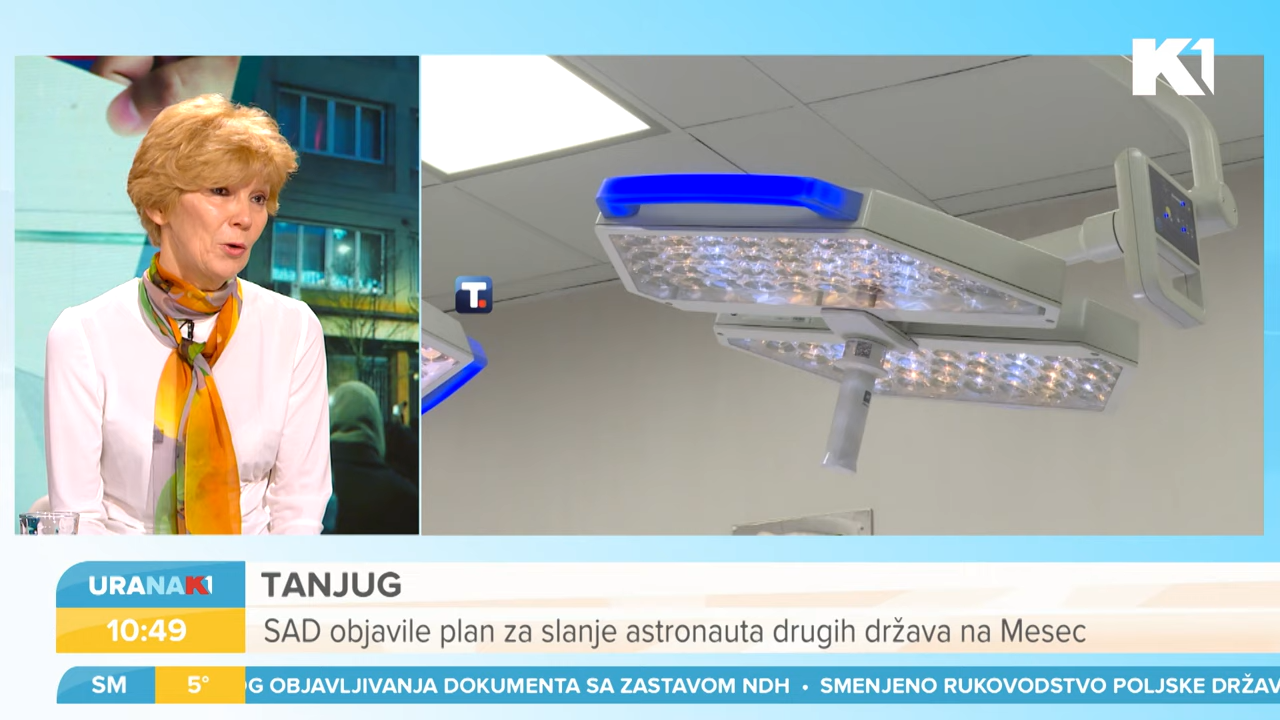 K1
T.
URANAK1
TANJUG
10:49
SAD objavile plan za slanje astronauta drugih država na Mesec
SM
5°
OBJAVLJIVANJA DOKUMENTA SA ZASTAVOM NDH • SMENJENO RUKOVODSTVO POLJSKE